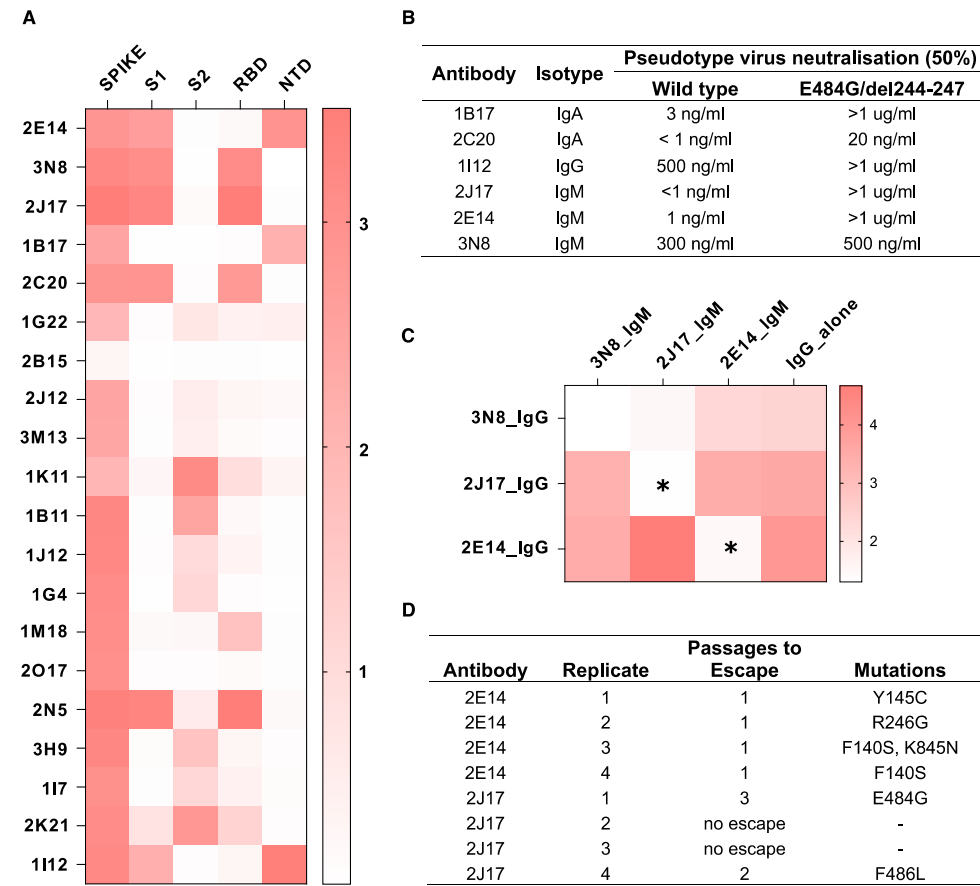 A
SPIKE S1 S2 RBD NTD
2E14
3N8
2J17
1B17
2C20
1G22
2B15
2J12
3M13
1K11
1B11
1J12
1G4
1M18
2O17
2N5
3H9
1I7
2K21
1I12
3
2
1
B
Antibody Isotype Pseudotype virus neutralisation (50%)
Wild type E484G/del244-247
1B17 IgA 3 ng/ml >1 ug/ml
2C20 IgA < 1 ng/ml 20 ng/ml
1I12 IgG 500 ng/ml >1 ug/ml
2J17 IgM <1 ng/ml >1 ug/ml
2E14 IgM 1 ng/ml >1 ug/ml
3N8 IgM 300 ng/ml 500 ng/ml
C
3N8_IgM 2J17_IgM 2E14_IgM IgG_alone
3N8_IgG
2J17_IgG *
2E14_IgG *
4
3
2
D
Antibody Replicate Passages to Escape Mutations
2E14 1 1 Y145C
2E14 2 1 R246G
2E14 3 1 F140S, K845N
2E14 4 1 F140S
2J17 1 3 E484G
2J17 2 no escape -
2J17 3 no escape -
2J17 4 2 F486L